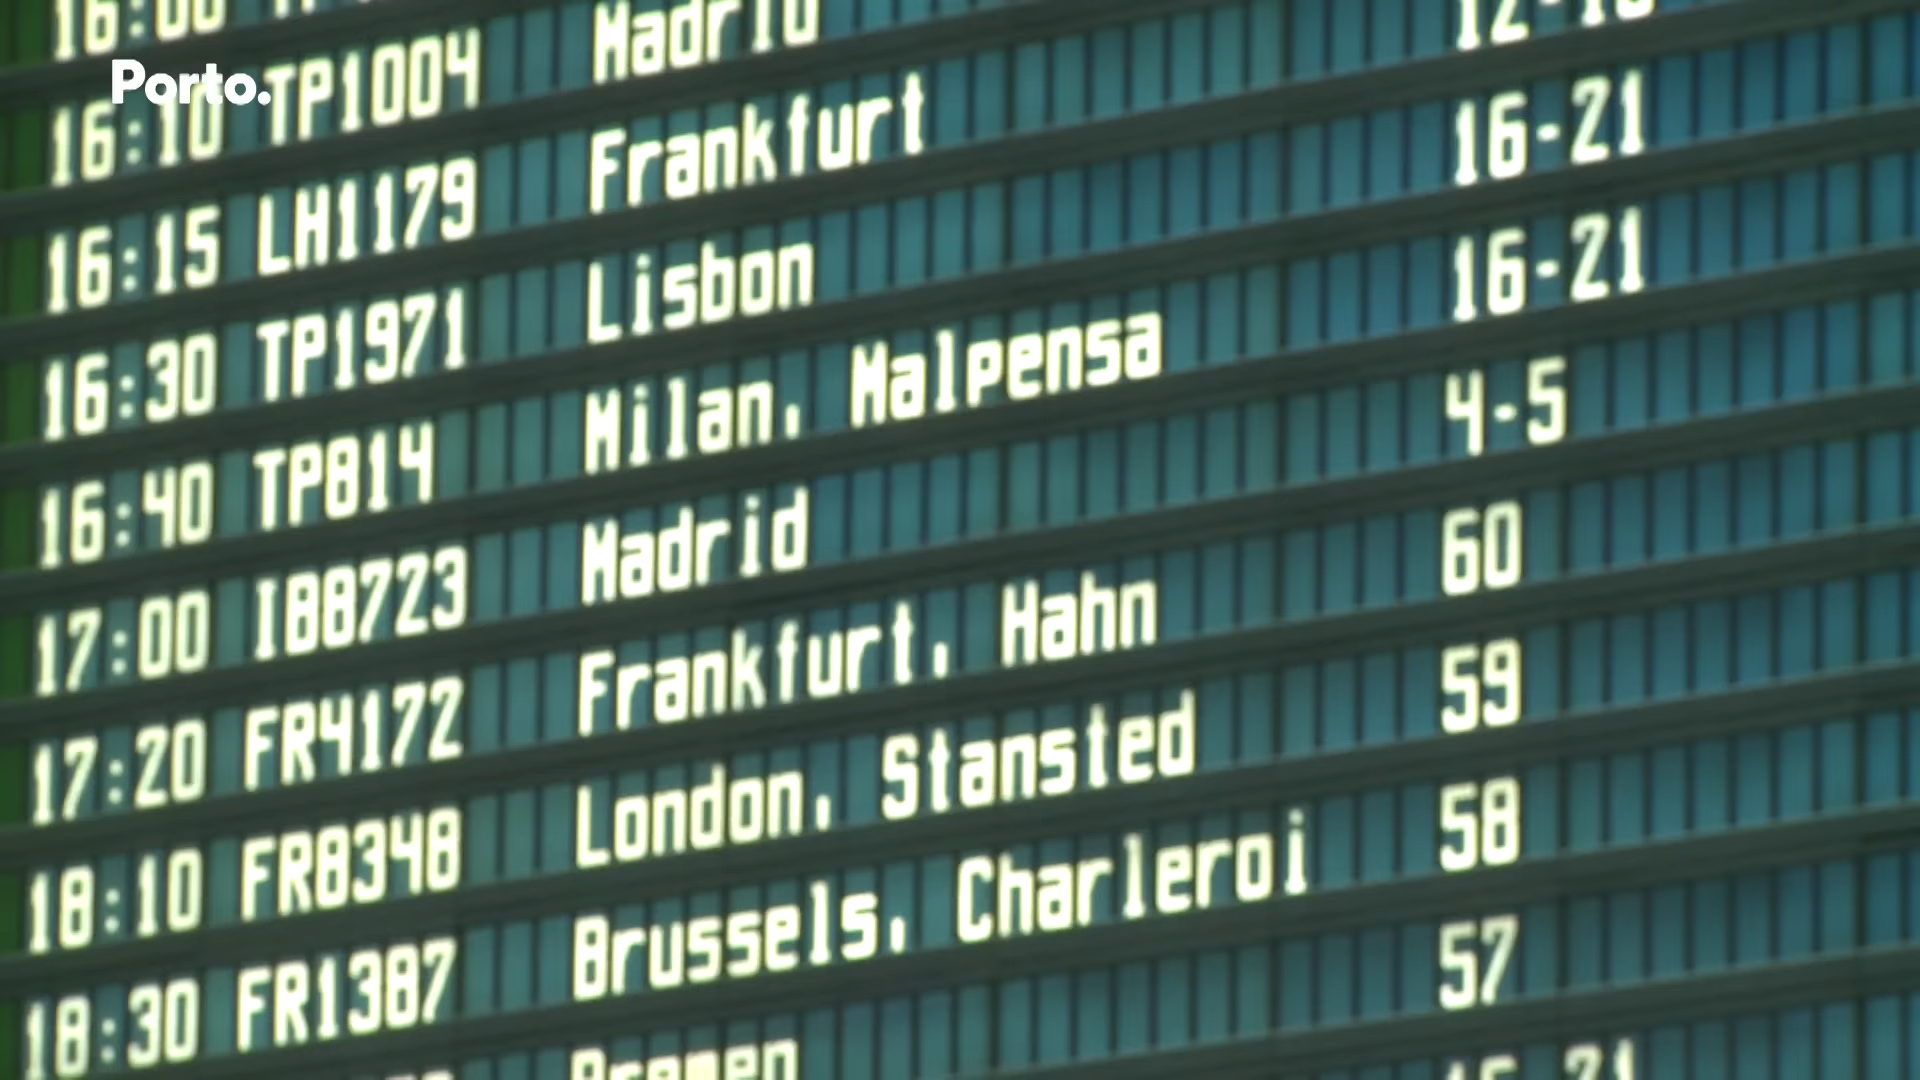 Porto.
16:10 TP1004 Madrid
16:15 LH1179 Frankfurt
16:30 TP1971 Lisbon 16-21
16:40 TP814 Milan, Malpensa 16-21
17:00 IB8723 Madrid 4-5
17:20 FR4172 Frankfurt, Hahn 60
18:10 FR8348 London, Stansted 59
18:30 FR1387 Brussels, Charleroi 58
Bremen 57